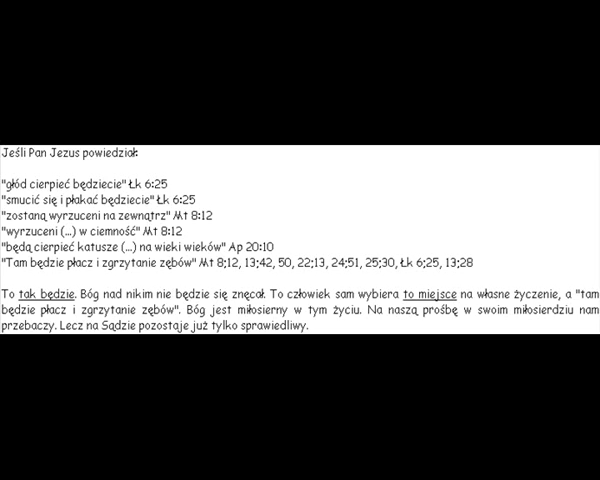 Jeśli Pan Jezus powiedział:
"głód cierpieć będziecie" Łk 6:25
"smucić się i płakać będziecie" Łk 6:25
"zostaną wyrzuceni na zewnątrz" Mt 8:12
"wyrzuceni (...) w ciemność" Mt 8:12
"będą cierpieć katusze (...) na wieki wieków" Ap 20:10
"Tam będzie płacz i zgrzytanie zębów" Mt 8;12, 13;42, 50, 22;13, 24;51, 25;30, Łk 6;25, 13;28
To tak będzie. Bóg nad nikim nie będzie się znęcał. To człowiek sam wybiera to miejsce na własne życzenie, a "tam
będzie płacz i zgrzytanie zębów". Bóg jest miłosierny w tym życiu. Na naszą prośbę w swoim miłosierdziu nam
przebaczy. Lecz na Sądzie pozostaje już tylko sprawiedliwy.